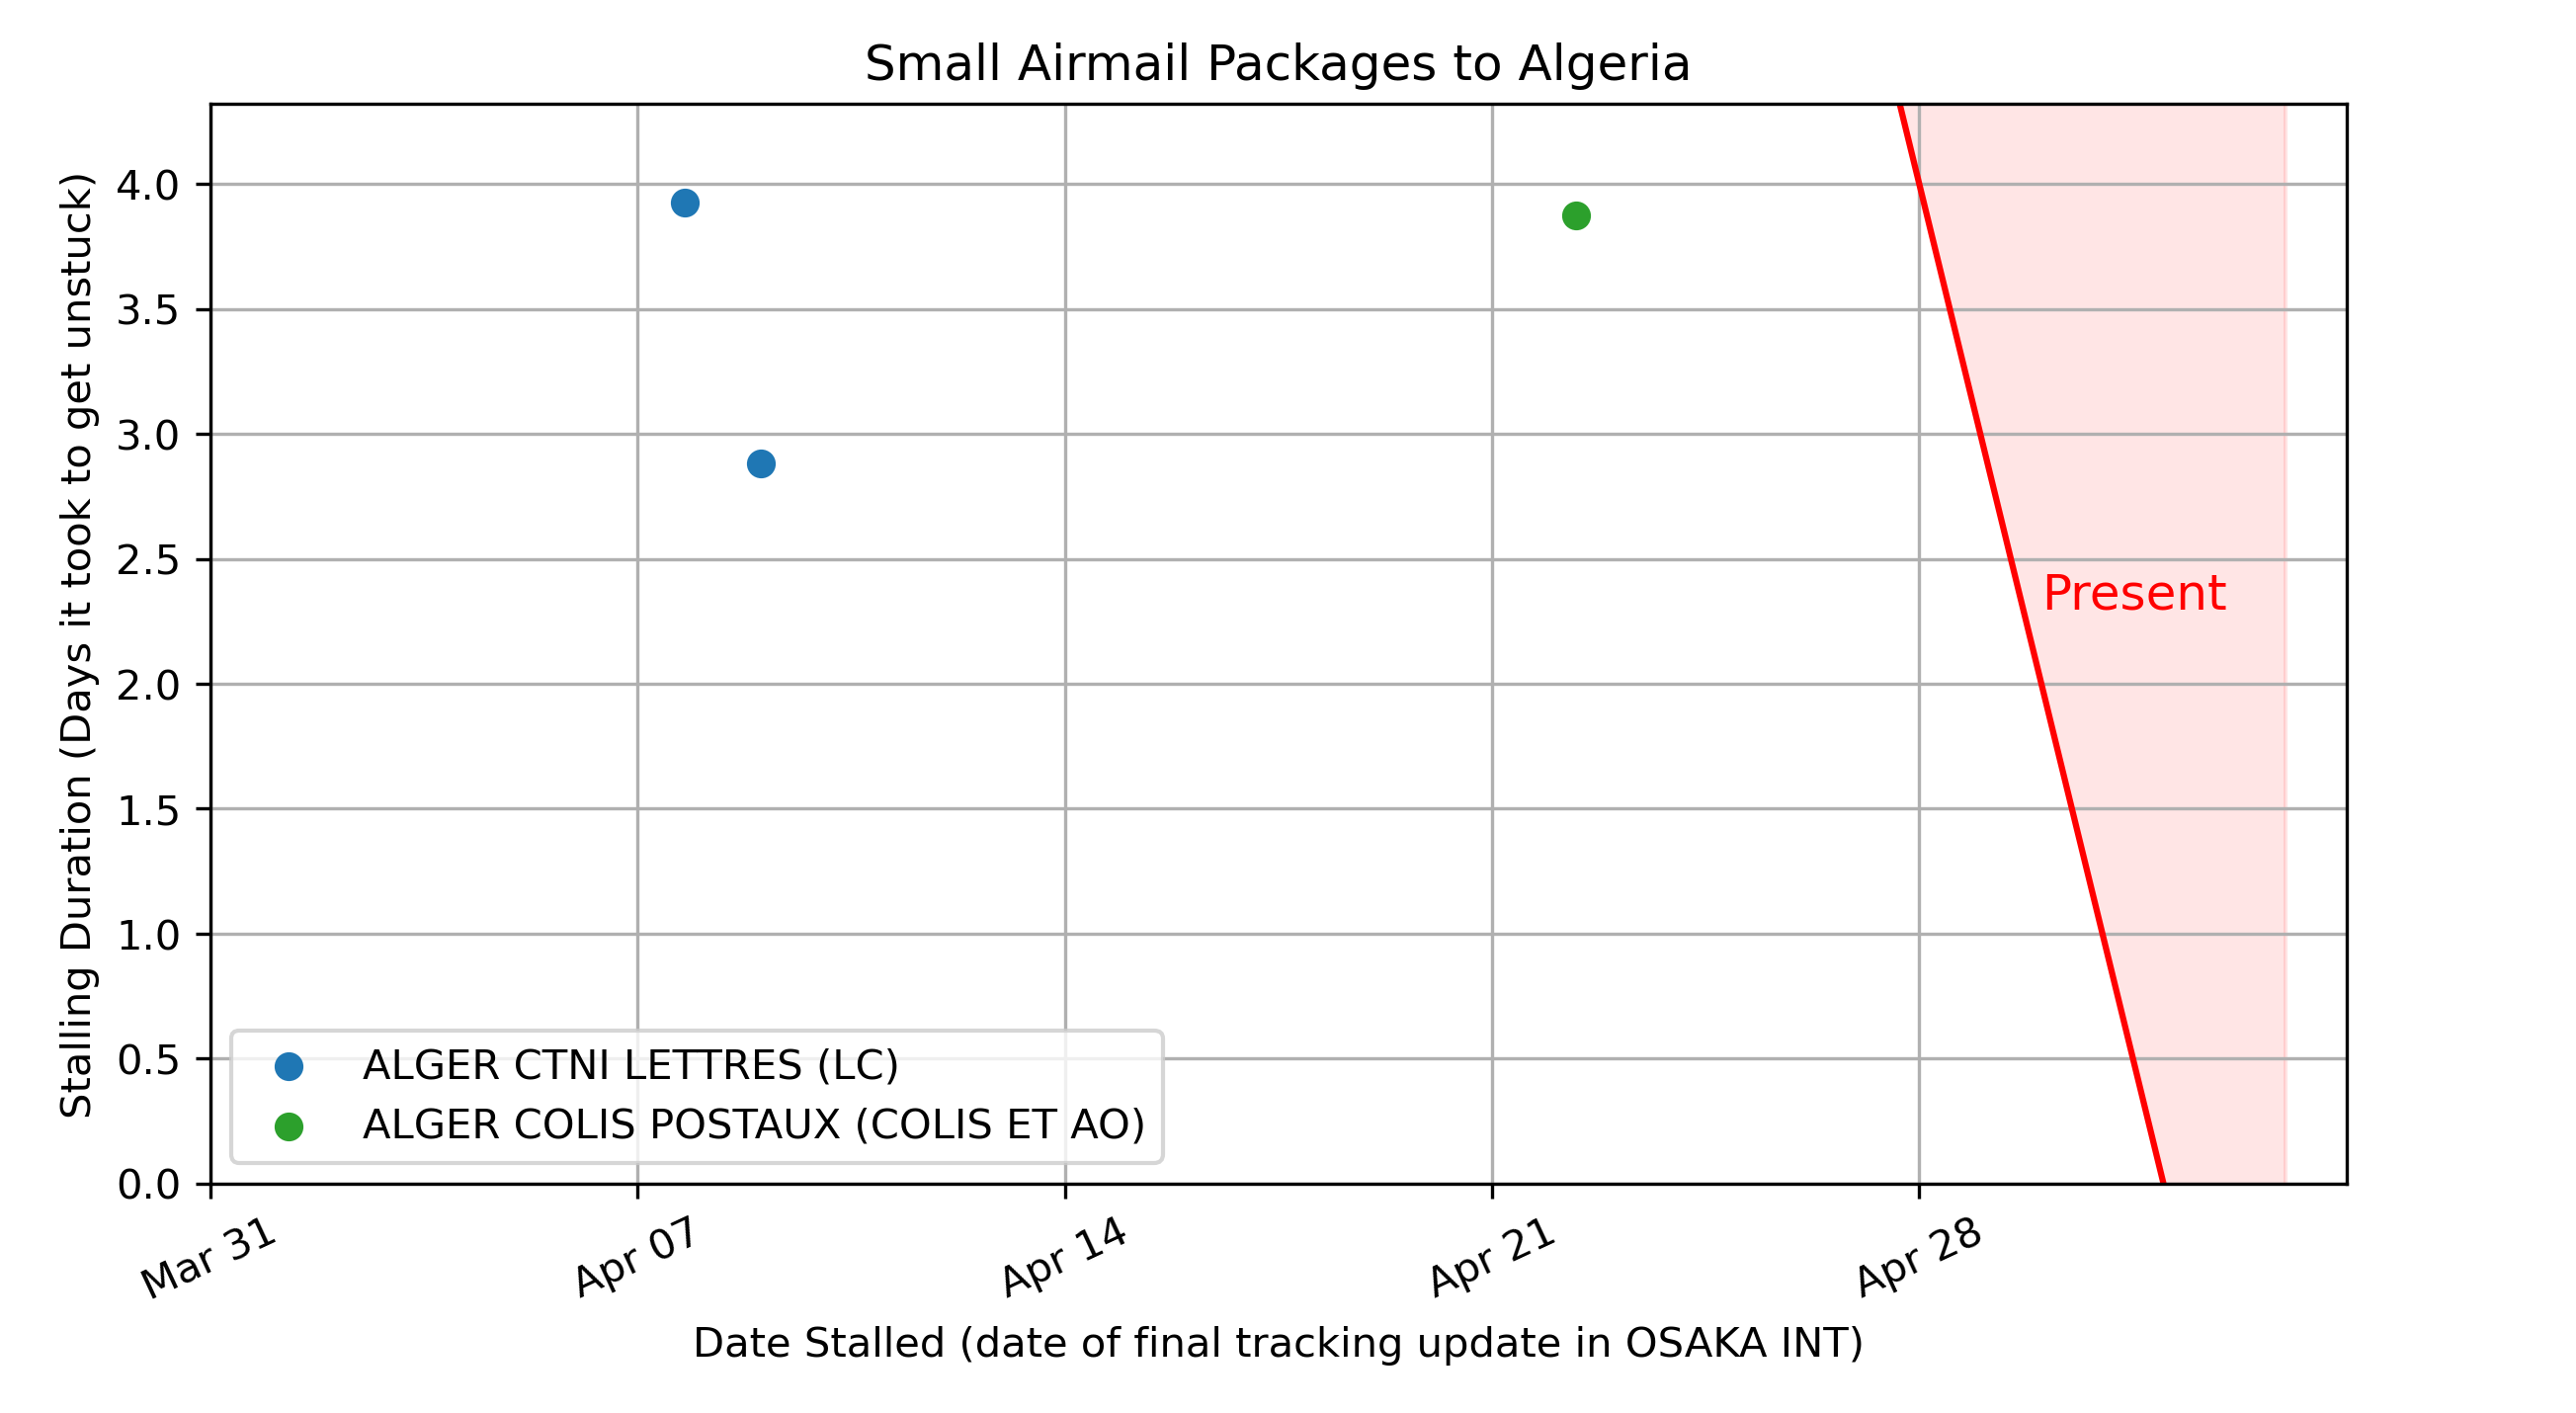 Small Airmail Packages to Algeria
Stalling Duration (Days it took to get unstuck)
4.0
3.5
3.0
2.5
2.0
1.5
1.0
0.5
0.0
Present
ALGER CTNI LETTRES (LC)
ALGER COLIS POSTAUX (COLIS ET AO)
Mar 31
Apr 07
Apr 14
Apr 21
Apr 28
Date Stalled (date of final tracking update in OSAKA INT)